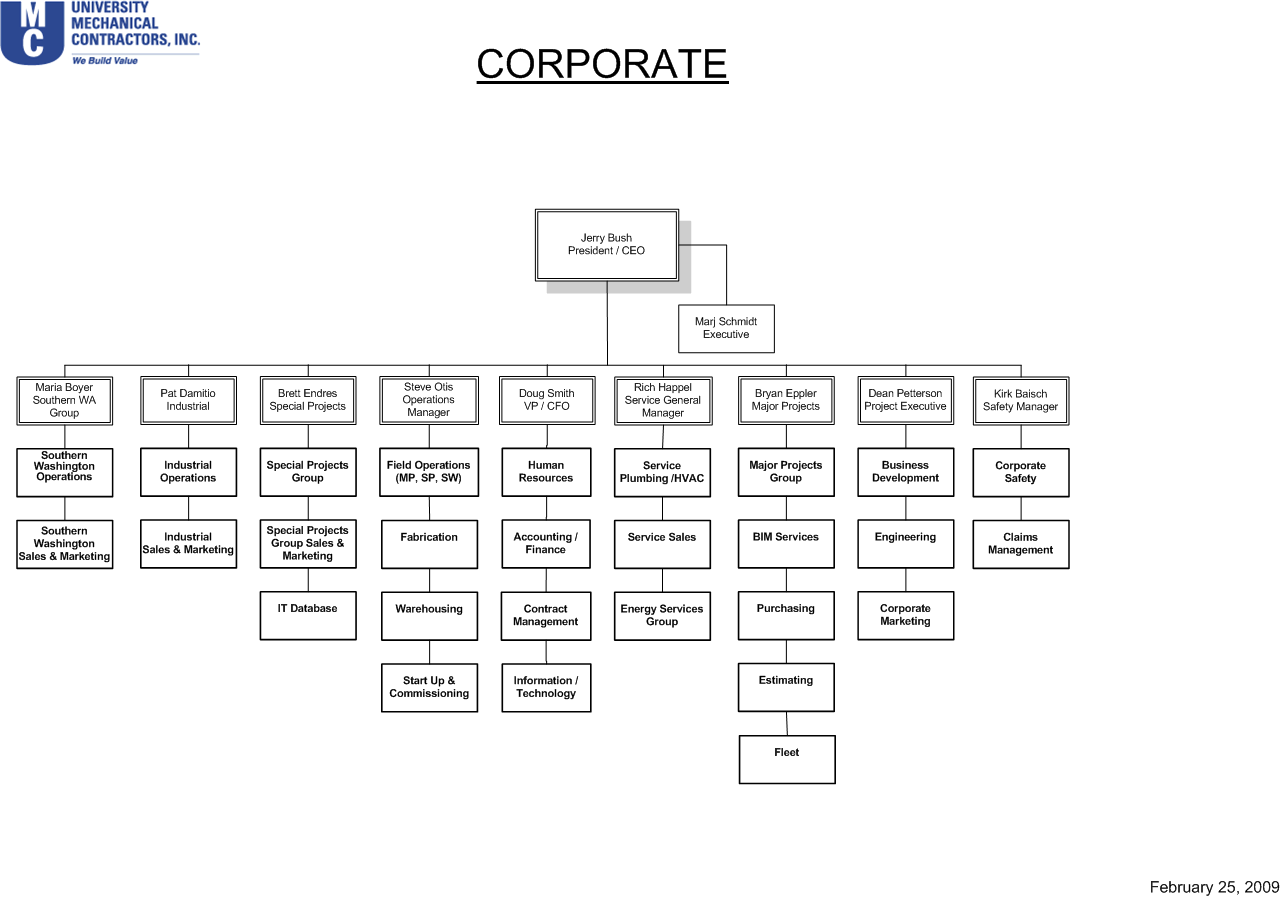 M
C
UNIVERSITY
MECHANICAL
CONTRACTORS, INC.
We Build Value
CORPORATE
Jerry Bush
President / CEO
Marj Schmidt
Executive
Maria Boyer
Southern WA
Group
Pat Damitio
Industrial
Brett Endres
Special Projects
Steve Otis
Operations
Manager
Doug Smith
VP / CFO
Rich Happel
Service General
Manager
Bryan Eppler
Major Projects
Dean Petterson
Project Executive
Kirk Baisch
Safety Manager
Southern
Washington
Operations
Industrial
Operations
Special Projects
Group
Field Operations
(MP, SP, SW)
Human
Resources
Service
Plumbing /HVAC
Major Projects
Group
Business
Development
Corporate
Safety
Southern
Washington
Sales & Marketing
Industrial
Sales & Marketing
Special Projects
Group Sales &
Marketing
Fabrication
Accounting /
Finance
Service Sales
BIM Services
Engineering
Claims
Management
IT Database
Warehousing
Contract
Management
Energy Services
Group
Purchasing
Corporate
Marketing
Start Up &
Commissioning
Information /
Technology
Estimating
Fleet
February 25, 2009